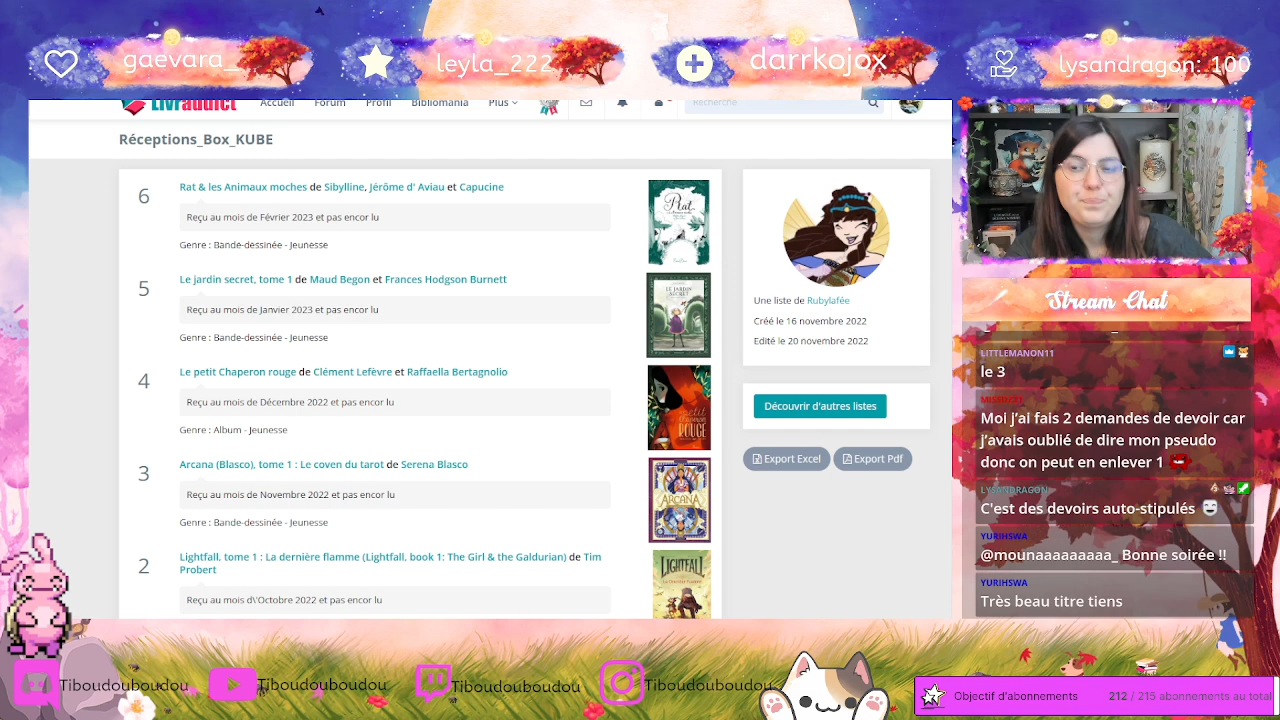 gaevara_
leyla_222
darrkojox
lysandragon: 100
Livraddict
Accueil Forum Profil Bibliomania Plus
Recherche
Réceptions_Box_KUBE
6
Rat & les Animaux moches de Sibylline, Jérôme d' Aviau et Capucine
Reçu au mois de Février 2023 et pas encor lu
Genre : Bande-dessinée - Jeunesse
5
Le jardin secret, tome 1 de Maud Begon et Frances Hodgson Burnett
Reçu au mois de Janvier 2023 et pas encor lu
Genre : Bande-dessinée - Jeunesse
LE JARDIN
SECRET
4
Le petit Chaperon rouge de Clément Lefèvre et Raffaella Bertagnolio
Reçu au mois de Décembre 2022 et pas encor lu
Genre : Album - Jeunesse
petit
ROUGE
3
Arcana (Blasco), tome 1 : Le coven du tarot de Serena Blasco
Reçu au mois de Novembre 2022 et pas encor lu
Genre : Bande-dessinée - Jeunesse
ARCANA
2
Lightfall, tome 1 : La dernière flamme (Lightfall, book 1: The Girl & the Galdurian) de Tim
Probert
Reçu au mois d\'Octobre 2022 et pas encor lu
LIGHTFALL
Une liste de Rubylafée
Créé le 16 novembre 2022
Edité le 20 novembre 2022
Découvrir d'autres listes
Export Excel Export Pdf
Stream Chat
LITTLEMANON11
le 3
Moi j'ai fais 2 demandes de devoir car
j'avais oublié de dire mon pseudo
donc on peut en enlever 1
LYSANDRAGON
C'est des devoirs auto-stipulés
YURIHSWA
@mounaaaaaaaaa_ Bonne soirée !!
YURIHSWA
Très beau titre tiens
Tiboudouboudou
Tiboudouboudou
Tiboudouboudou
Tiboudouboudou
Objectif d'abonnements 212 / 215 abonnements au total